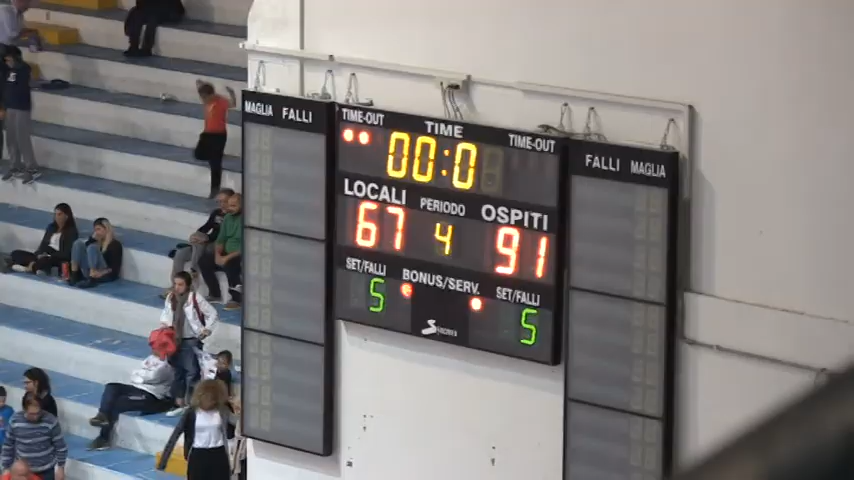 MAGLIA FALLI
TIME-OUT TIME TIME-OUT
00:0
FALLI MAGLIA
LOCALI PERIODO OSPITI
67 4 91
SET/FALLI BONUS/SERV. SET/FALLI
5 5